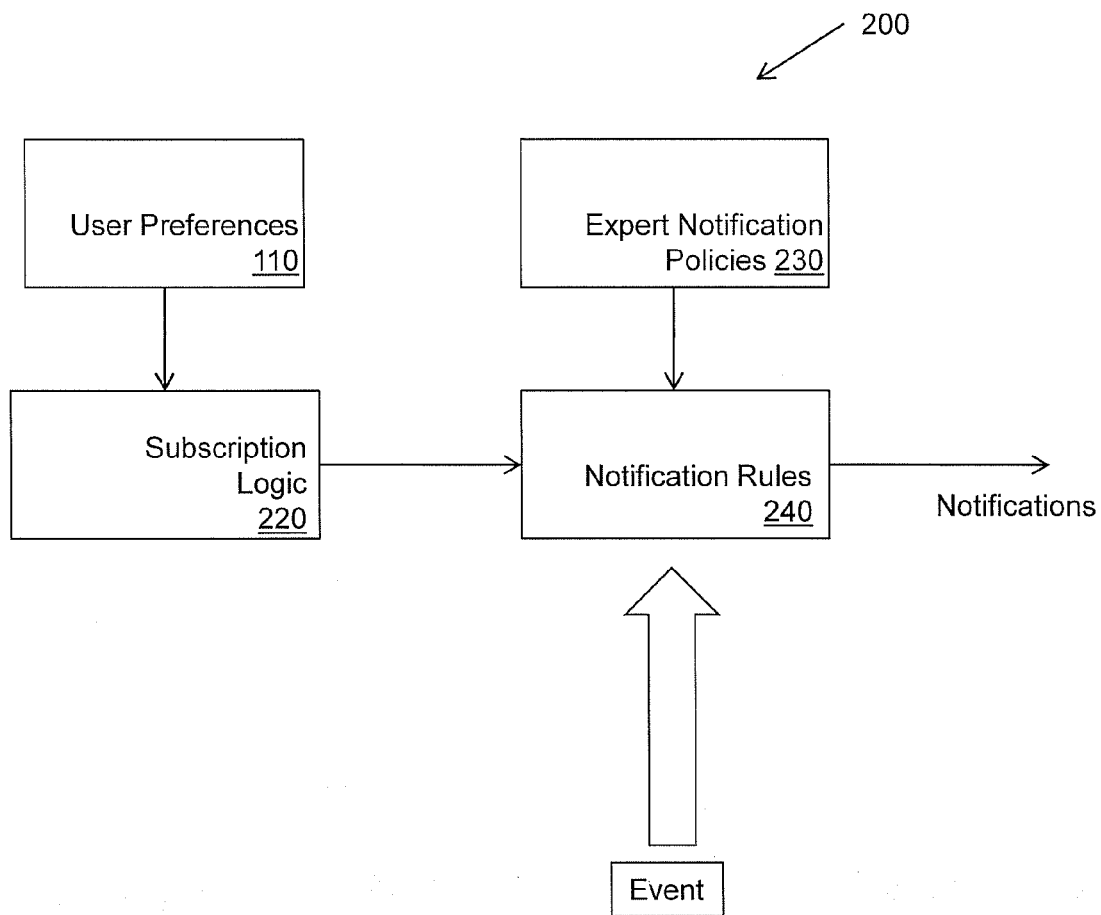 200
User Preferences
110
Expert Notification
Policies 230
Subscription
Logic
220
Notification Rules
240
Notifications
Event